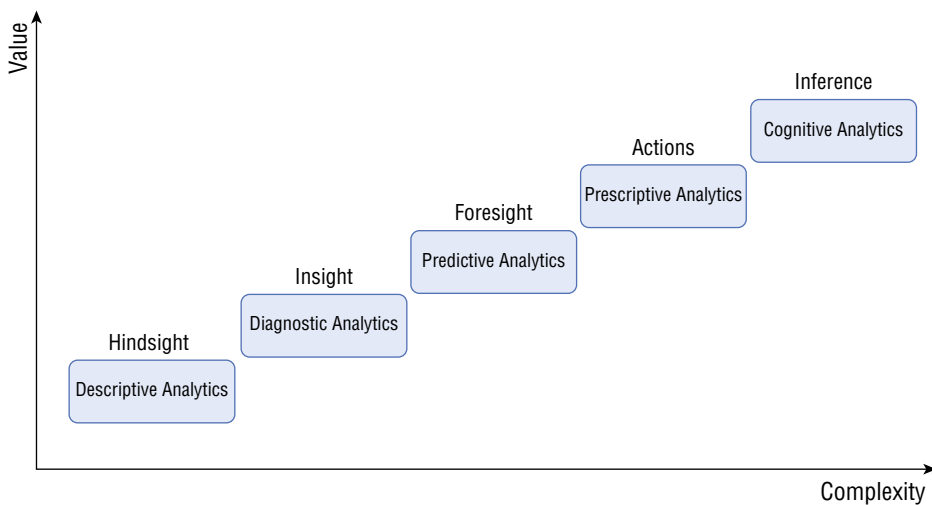 Value
Inference
Cognitive Analytics
Actions
Prescriptive Analytics
Foresight
Predictive Analytics
Insight
Diagnostic Analytics
Hindsight
Descriptive Analytics
Complexity